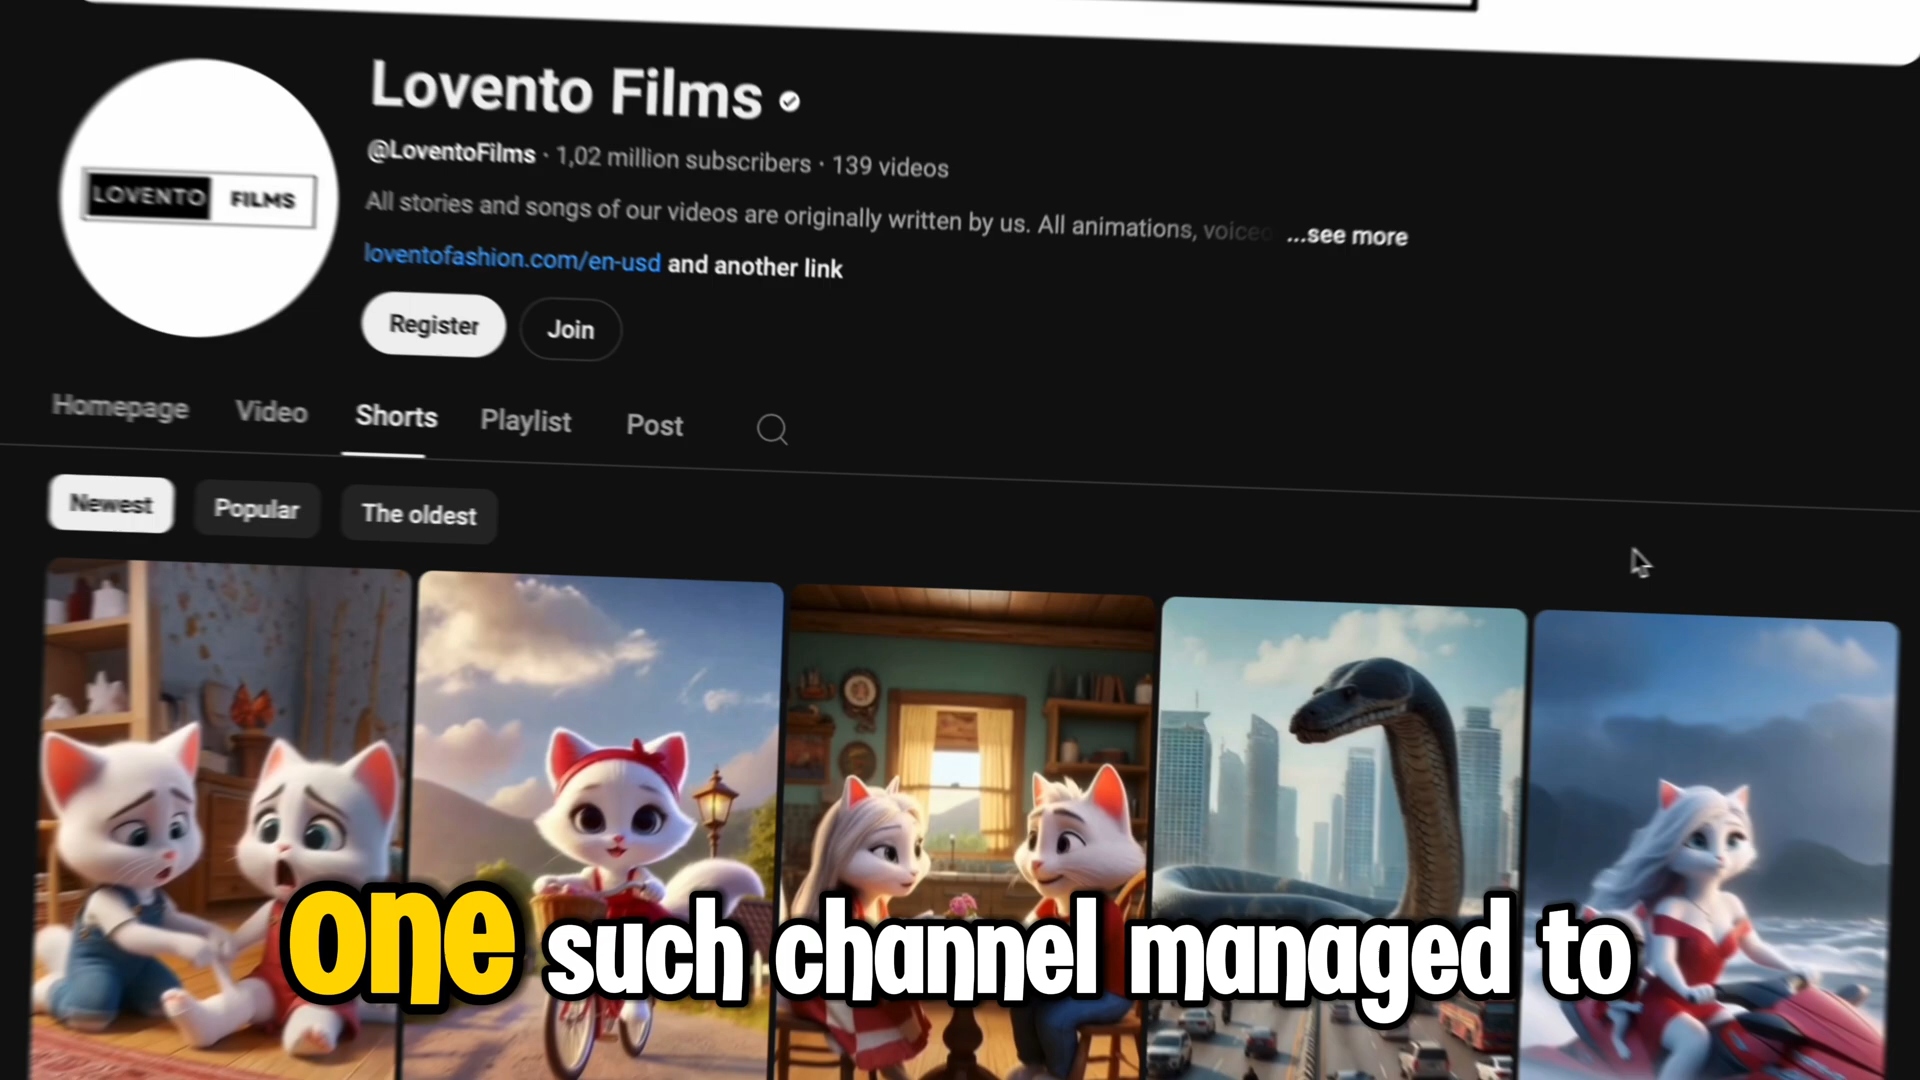 LOVENTO FILMS
Lovento Films
@LoventoFilms · 1,02 million subscribers · 139 videos
All stories and songs of our videos are originally written by us. All animations, voiceo ...see more
loventofashion.com/en-usd and another link
Register Join
Homepage Video Shorts Playlist Post
Newest Popular The oldest
one such channel managed to